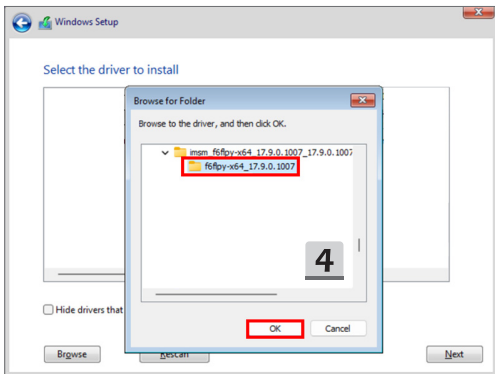 Windows Setup
Select the driver to install
Browse for Folder
Browse to the driver, and then click OK.
imsm_f6flpy-x64_17.9.0.1007_17.9.0.1007
f6flpy-x64_17.9.0.1007
4
Hide drivers that
OK
Cancel
Browse
Rescan
Next